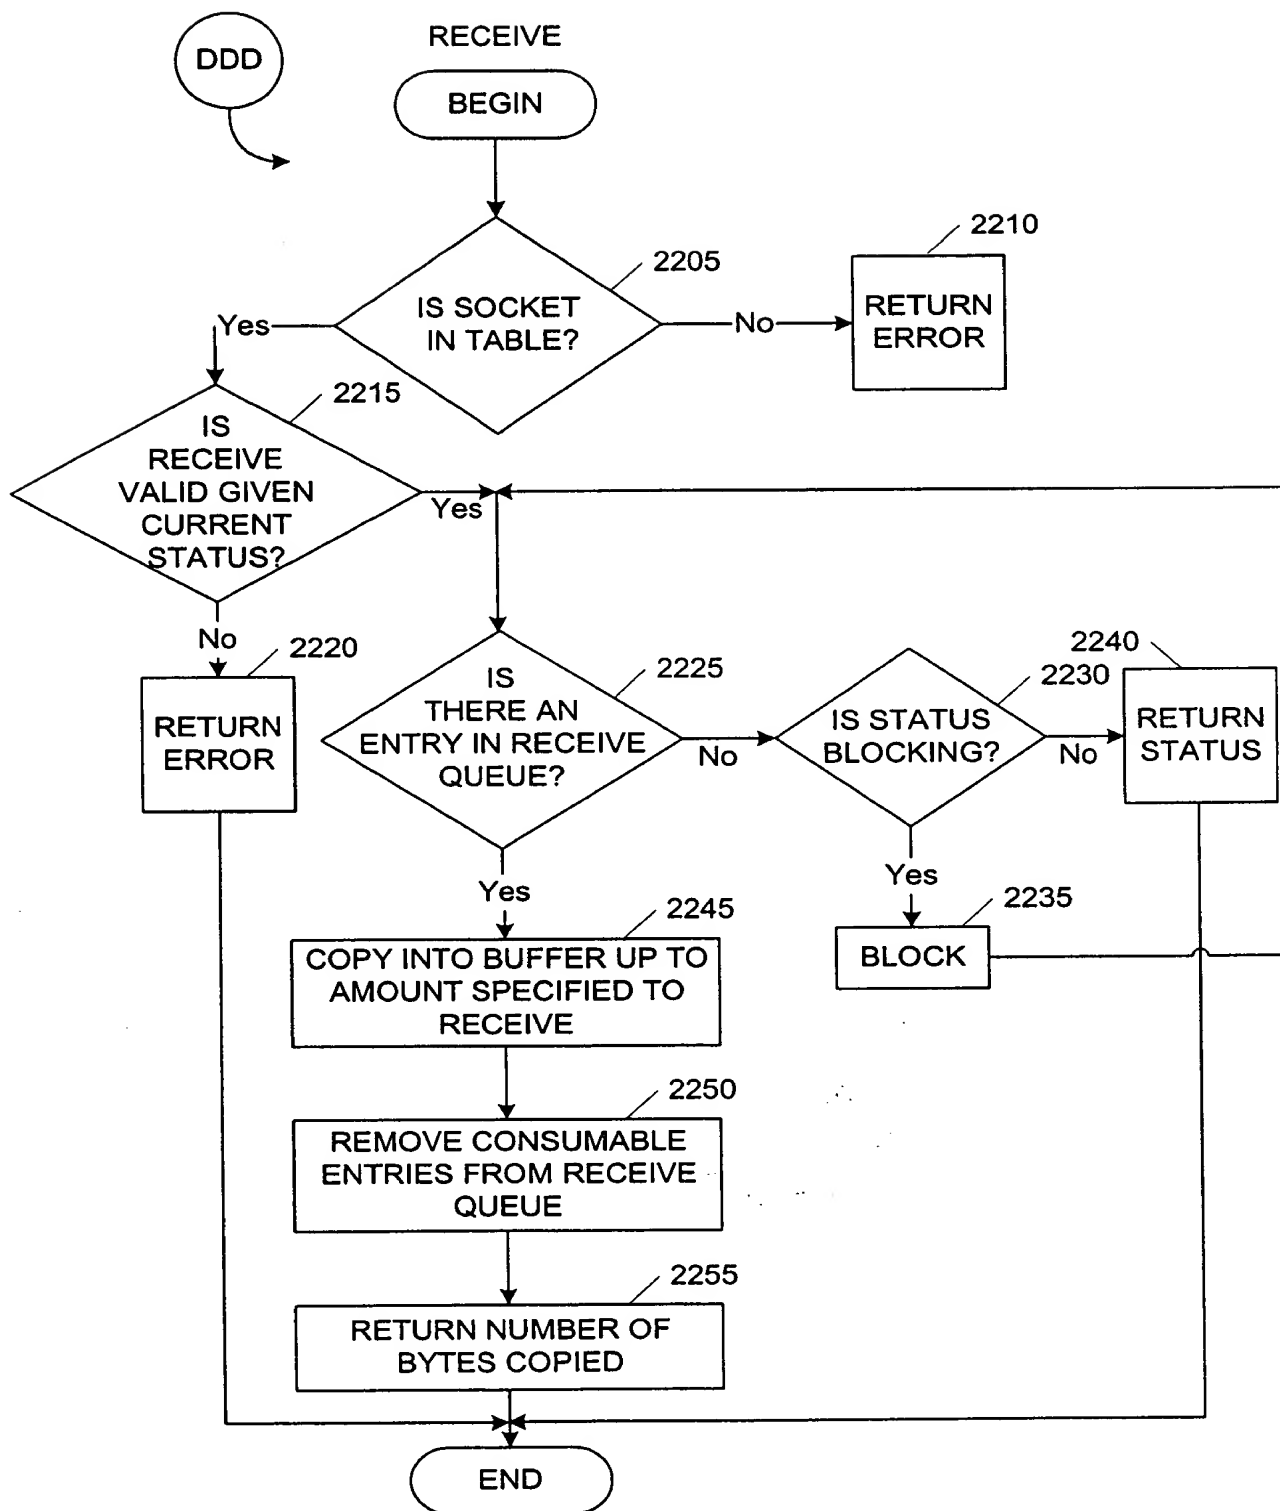 DDD
RECEIVE
BEGIN
2205
2210
IS SOCKET
IN TABLE?
Yes
No
RETURN
ERROR
2215
IS
RECEIVE
VALID GIVEN
CURRENT
STATUS?
Yes
No
2220
RETURN
ERROR
2225
IS
THERE AN
ENTRY IN RECEIVE
QUEUE?
No
2230
IS STATUS
BLOCKING?
No
2240
RETURN
STATUS
Yes
Yes
2235
BLOCK
2245
COPY INTO BUFFER UP TO
AMOUNT SPECIFIED TO
RECEIVE
2250
REMOVE CONSUMABLE
ENTRIES FROM RECEIVE
QUEUE
2255
RETURN NUMBER OF
BYTES COPIED
END